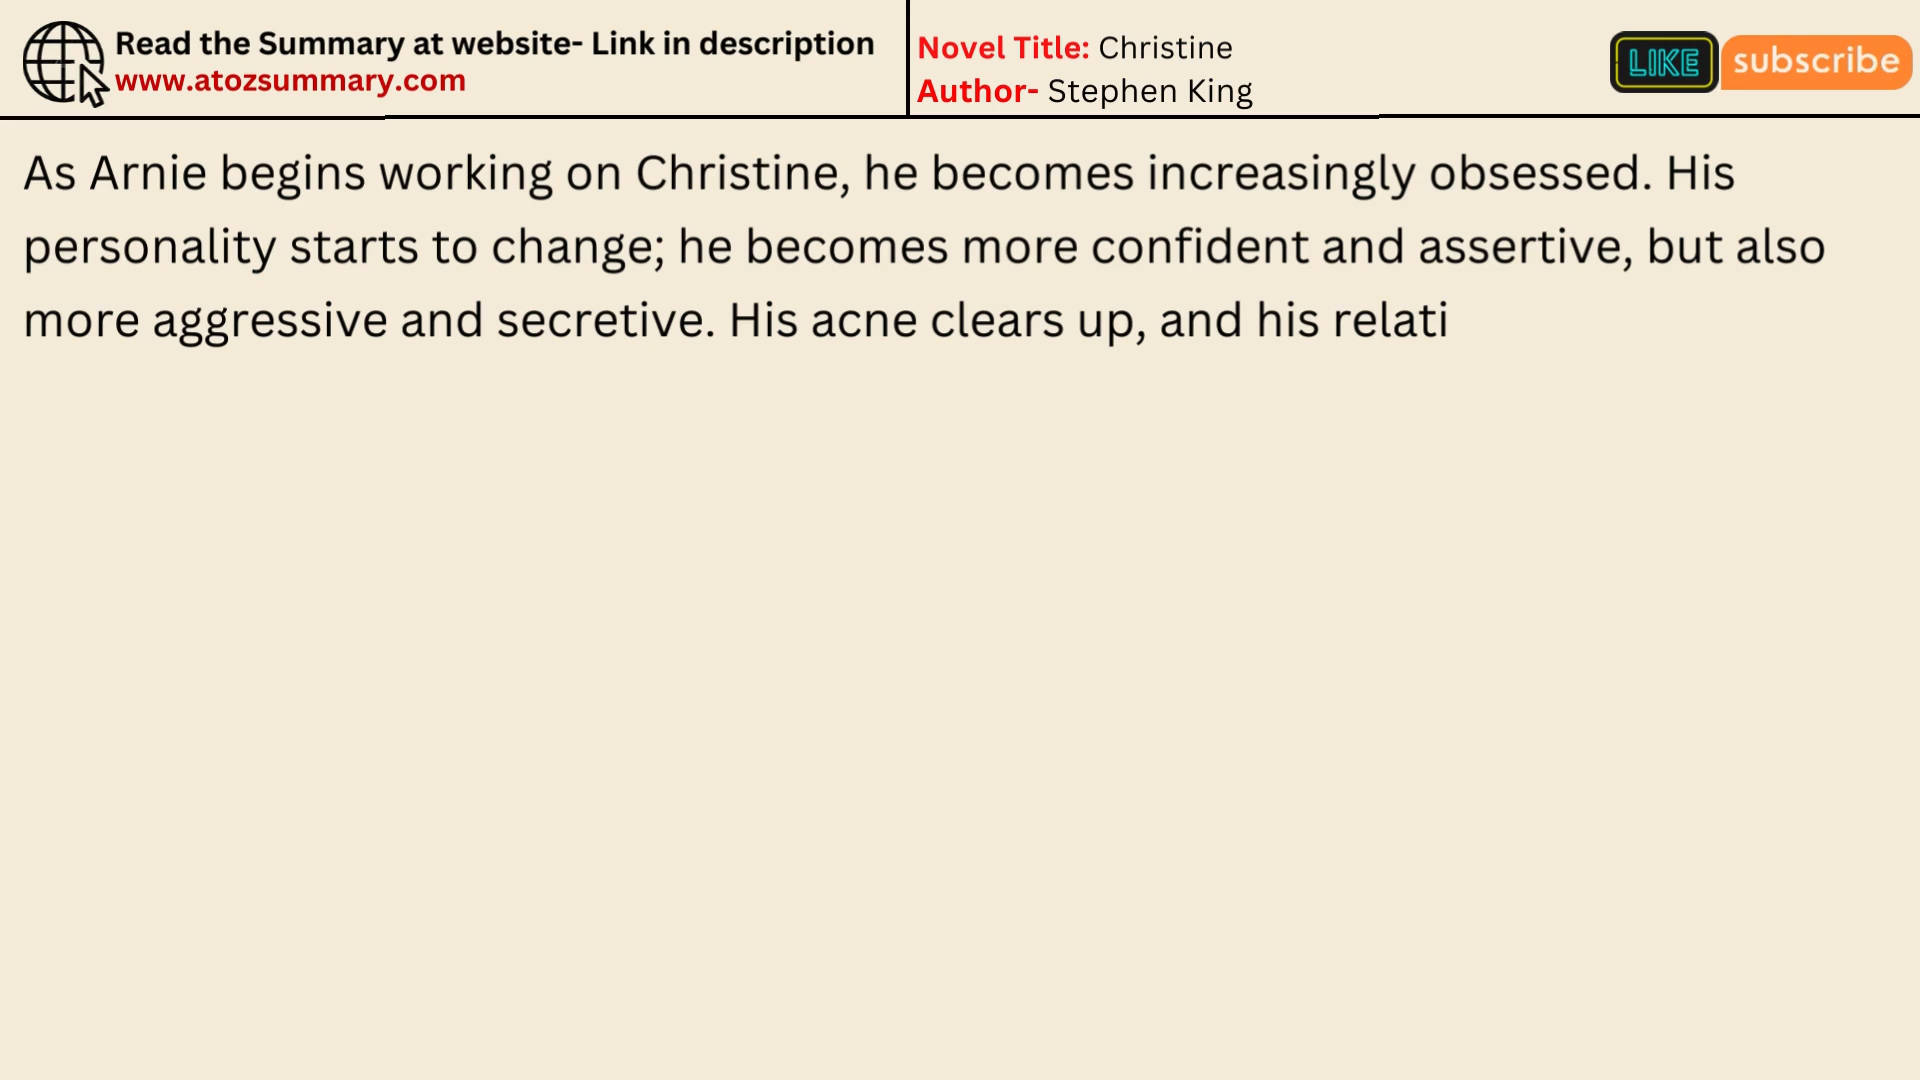 Read the Summary at website- Link in description
www.atozsummary.com
Novel Title: Christine
Author- Stephen King
LIKE
subscribe
As Arnie begins working on Christine, he becomes increasingly obsessed. His
personality starts to change; he becomes more confident and assertive, but also
more aggressive and secretive. His acne clears up, and his relati